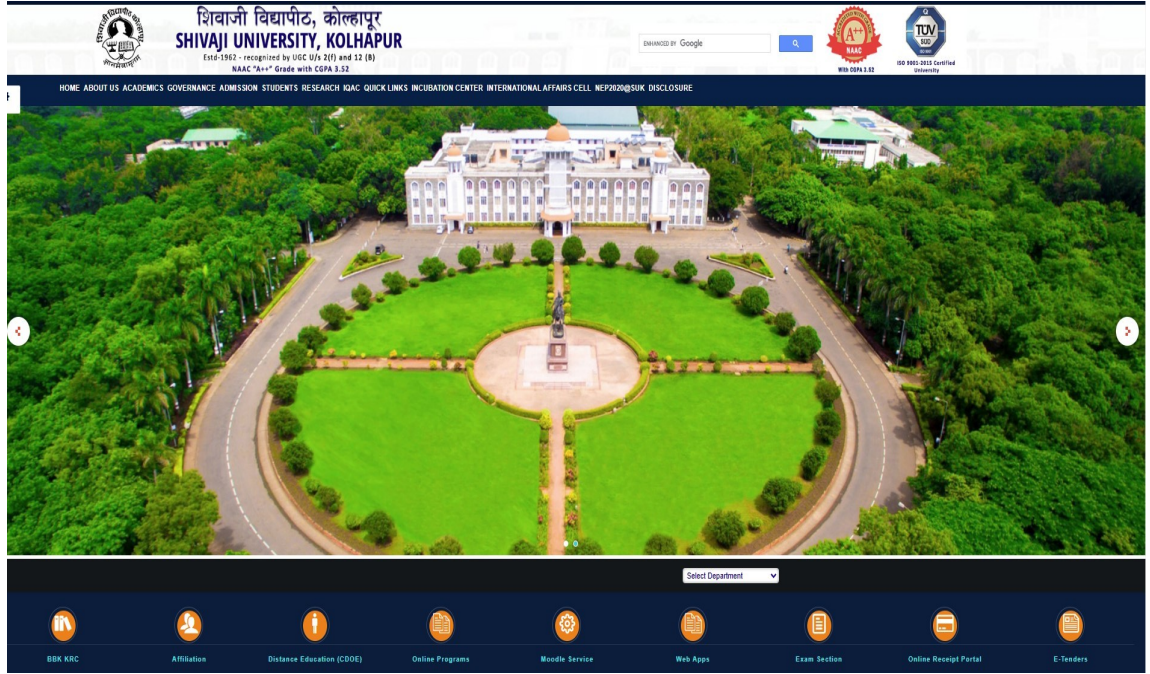 शिवाजी विद्यापीठ, कोल्हापूर
SHIVAJI UNIVERSITY, KOLHAPUR
Estd-1962 - recognized by UGC U/s 2(f) and 12 (B)
NAAC "A++" Grade with CGPA 3.52
ENHANCED BY Google
A++
NAAC
With CGPA 3.52
TÜV
SUD
ISO 9001-2015 Certified
University
HOME ABOUT US ACADEMICS GOVERNANCE ADMISSION STUDENTS RESEARCH IQAC QUICK LINKS INCUBATION CENTER INTERNATIONAL AFFAIRS CELL NEP2020@SUK DISCLOSURE
Select Department
BBK KRC
Affiliation
Distance Education (CDOE)
Online Programs
Moodle Service
Web Apps
Exam Section
Online Receipt Portal
E-Tenders